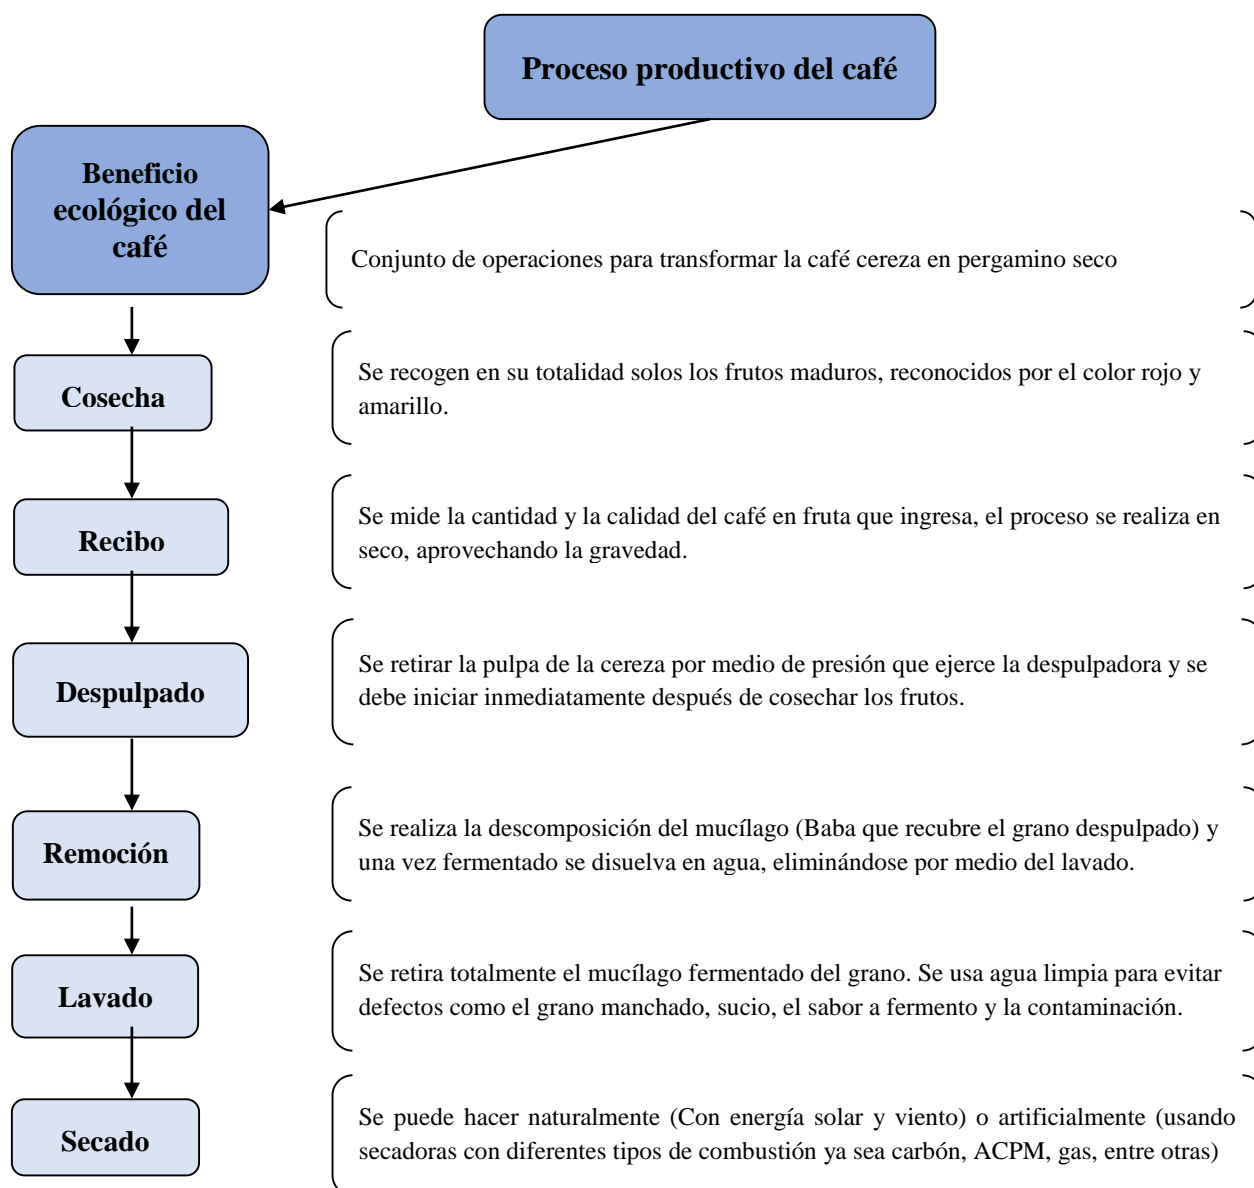 Proceso productivo del café
Beneficio
ecológico del
café
Conjunto de operaciones para transformar la café cereza en pergamino seco
Cosecha
Se recogen en su totalidad solos los frutos maduros, reconocidos por el color rojo y
amarillo.
Recibo
Se mide la cantidad y la calidad del café en fruta que ingresa, el proceso se realiza en
seco, aprovechando la gravedad.
Despulpado
Se retirar la pulpa de la cereza por medio de presión que ejerce la despulpadora y se
debe iniciar inmediatamente después de cosechar los frutos.
Remoción
Se realiza la descomposición del mucílago (Baba que recubre el grano despulpado) y
una vez fermentado se disuelva en agua, eliminándose por medio del lavado.
Lavado
Se retira totalmente el mucílago fermentado del grano. Se usa agua limpia para evitar
defectos como el grano manchado, sucio, el sabor a fermento y la contaminación.
Secado
Se puede hacer naturalmente (Con energía solar y viento) o artificialmente (usando
secadoras con diferentes tipos de combustión ya sea carbón, ACPM, gas, entre otras)